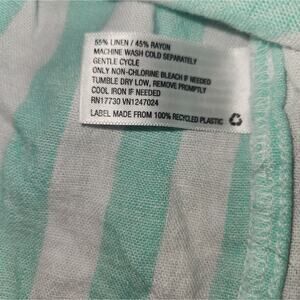 55% LINEN / 45% RAYON
MACHINE WASH COLD SEPARATELY
GENTLE CYCLE
ONLY NON-CHLORINE BLEACH IF NEEDED
TUMBLE DRY LOW, REMOVE PROMPTLY
COOL IRON IF NEEDED
RN17730 VN1247024
LABEL MADE FROM 100% RECYCLED PLASTIC